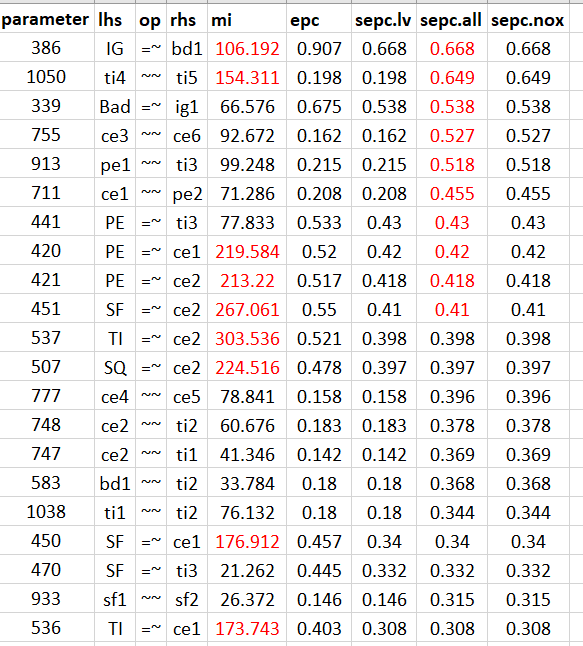 parameter lhs op rhs mi epc sepc.lv sepc.all sepc.nox
386 IG =~ bd1 106.192 0.907 0.668 0.668 0.668
1050 ti4 ~~ ti5 154.311 0.198 0.198 0.649 0.649
339 Bad =~ ig1 66.576 0.675 0.538 0.538 0.538
755 ce3 ~~ ce6 92.672 0.162 0.162 0.527 0.527
913 pe1 ~~ ti3 99.248 0.215 0.215 0.518 0.518
711 ce1 ~~ pe2 71.286 0.208 0.208 0.455 0.455
441 PE =~ ti3 77.833 0.533 0.43 0.43 0.43
420 PE =~ ce1 219.584 0.52 0.42 0.42 0.42
421 PE =~ ce2 213.22 0.517 0.418 0.418 0.418
451 SF =~ ce2 267.061 0.55 0.41 0.41 0.41
537 TI =~ ce2 303.536 0.521 0.398 0.398 0.398
507 SQ =~ ce2 224.516 0.478 0.397 0.397 0.397
777 ce4 ~~ ce5 78.841 0.158 0.158 0.396 0.396
748 ce2 ~~ ti2 60.676 0.183 0.183 0.378 0.378
747 ce2 ~~ ti1 41.346 0.142 0.142 0.369 0.369
583 bd1 ~~ ti2 33.784 0.18 0.18 0.368 0.368
1038 ti1 ~~ ti2 76.132 0.18 0.18 0.344 0.344
450 SF =~ ce1 176.912 0.457 0.34 0.34 0.34
470 SF =~ ti3 21.262 0.445 0.332 0.332 0.332
933 sf1 ~~ sf2 26.372 0.146 0.146 0.315 0.315
536 TI =~ ce1 173.743 0.403 0.308 0.308 0.308